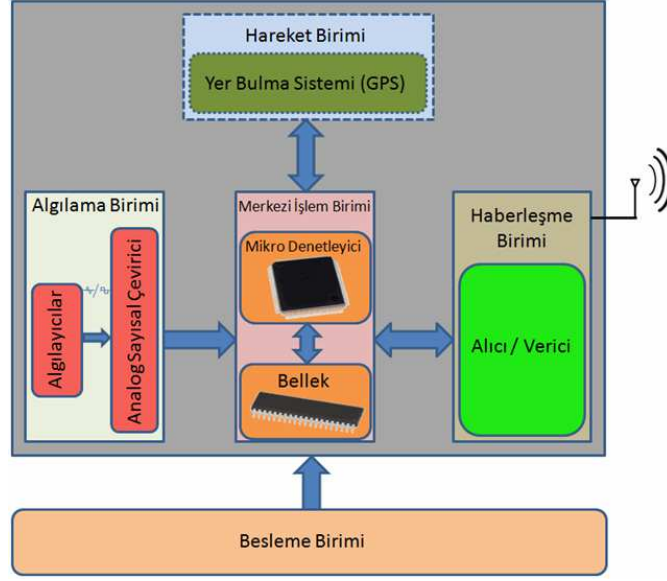 Hareket Birimi
Yer Bulma Sistemi (GPS)
Algılama Birimi
Algılayıcılar
Analog Sayısal Çevirici
Merkezi İşlem Birimi
Mikro Denetleyici
Bellek
Haberleşme
Birimi
Alıcı / Verici
Besleme Birimi